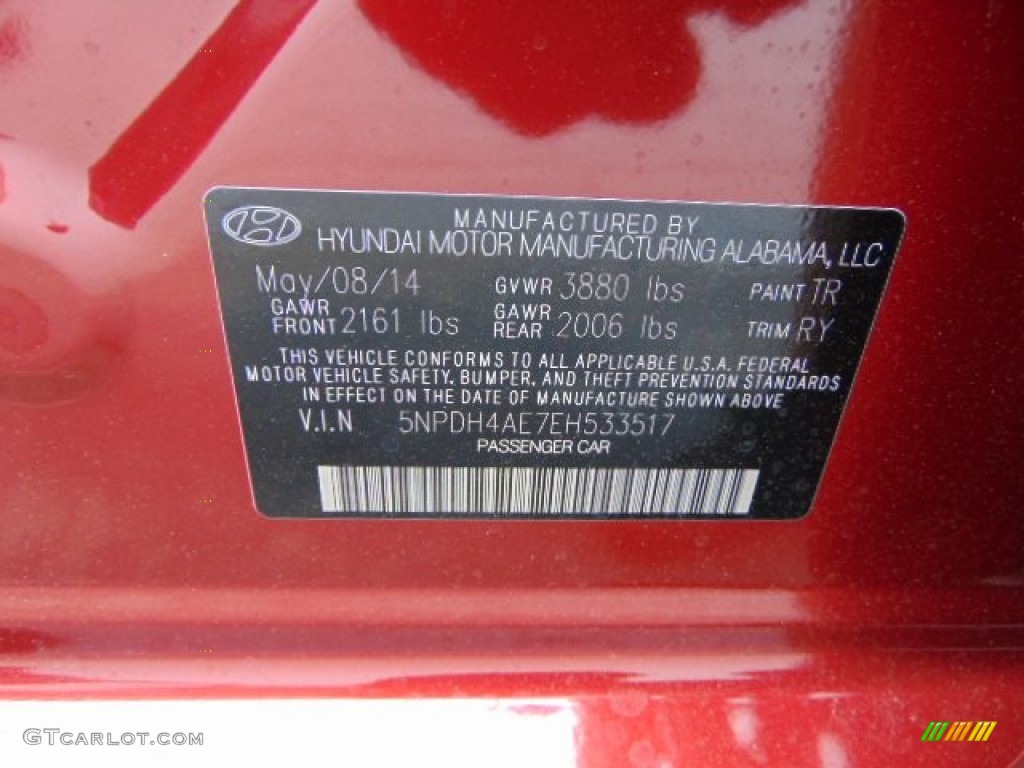 MANUFACTURED BY
HYUNDAI MOTOR MANUFACTURING ALABAMA, LLC
May/08/14 GVWR 3880 lbs PAINT TR
GAWR FRONT 2161 lbs GAWR REAR 2006 lbs TRIM RY
THIS VEHICLE CONFORMS TO ALL APPLICABLE U.S.A. FEDERAL
MOTOR VEHICLE SAFETY, BUMPER, AND THEFT PREVENTION STANDARDS
IN EFFECT ON THE DATE OF MANUFACTURE SHOWN ABOVE
V.I.N 5NPDH4AE7EH533517
PASSENGER CAR
GTCARLOT.COM